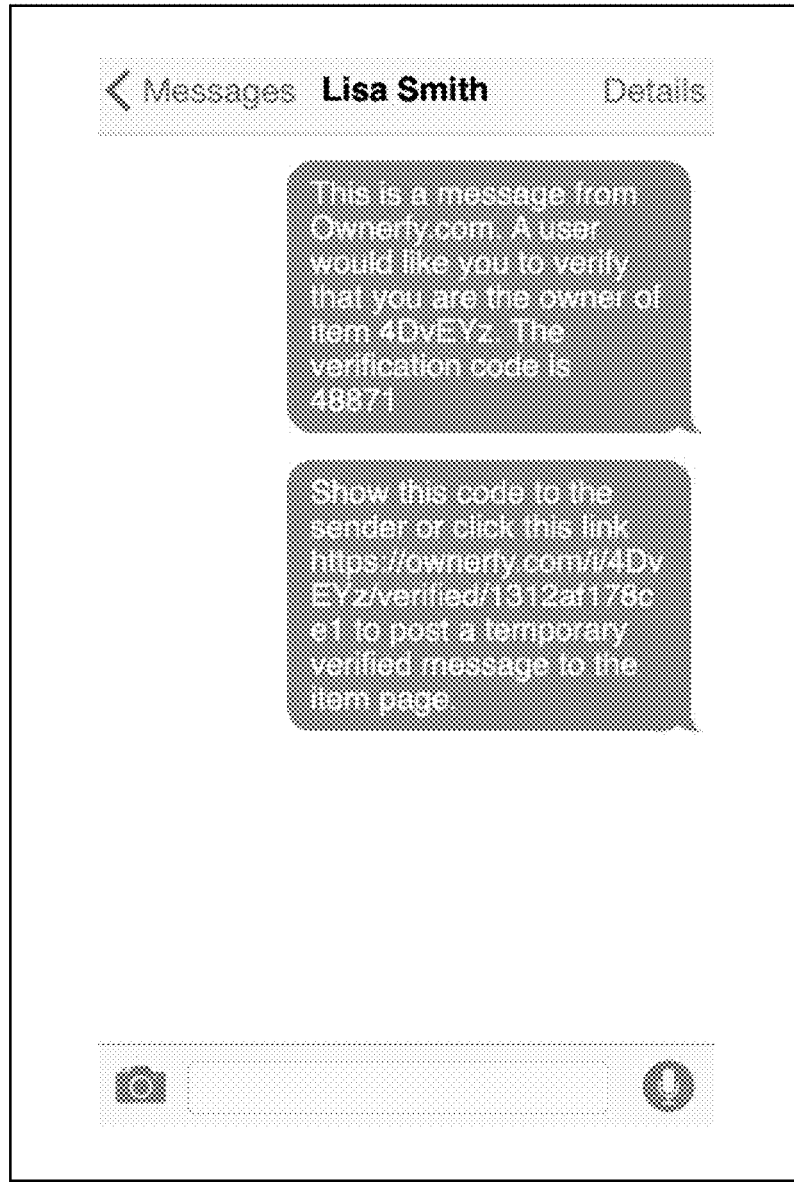 Messages Lisa Smith Details
This is a message from
Ownerfy.com. A user
would like you to verify
that you are the owner of
item 4DvEYz. The
verification code is
48871
Show this code to the
sender or click this link
https://ownerfy.com/i/4Dv
EYz/verified/1312af178c
e1 to post a temporary
verified message to the
item page.